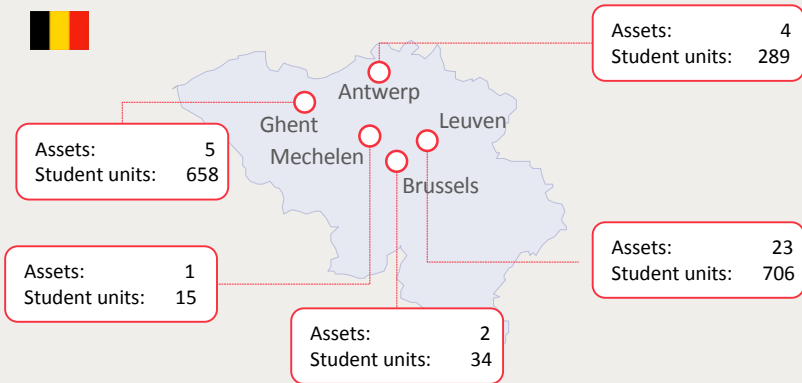 Assets: 4
Student units: 289
Antwerp
Ghent
Leuven
Mechelen
Brussels
Assets: 5
Student units: 658
Assets: 23
Student units: 706
Assets: 1
Student units: 15
Assets: 2
Student units: 34